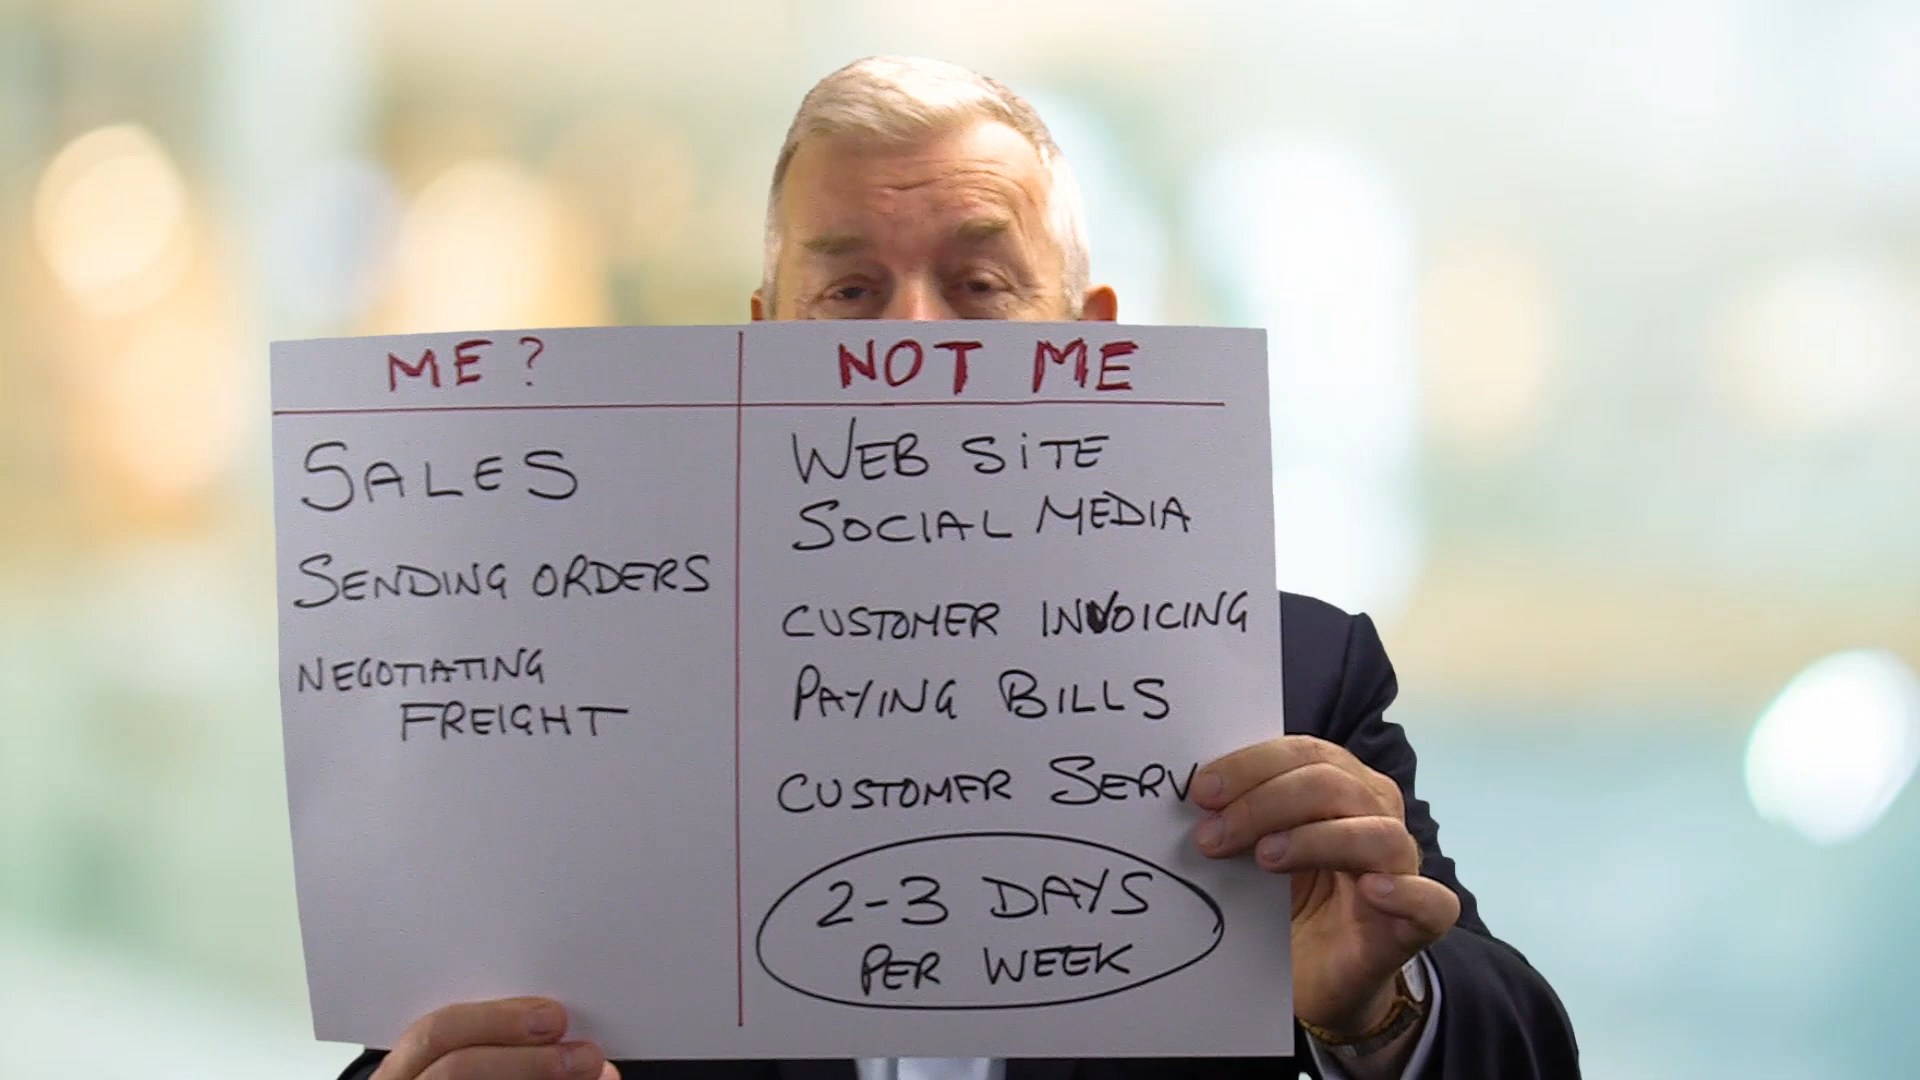 ME?
SALES
SENDING ORDERS
NEGOTIATING
FREIGHT
NOT ME
WEB SiTE
SOCIAL MEDIA
CUSTOMER INVOICING
PAYING BILLS
CUSTOMER SERV
2-3 DAYS
PER WEEK